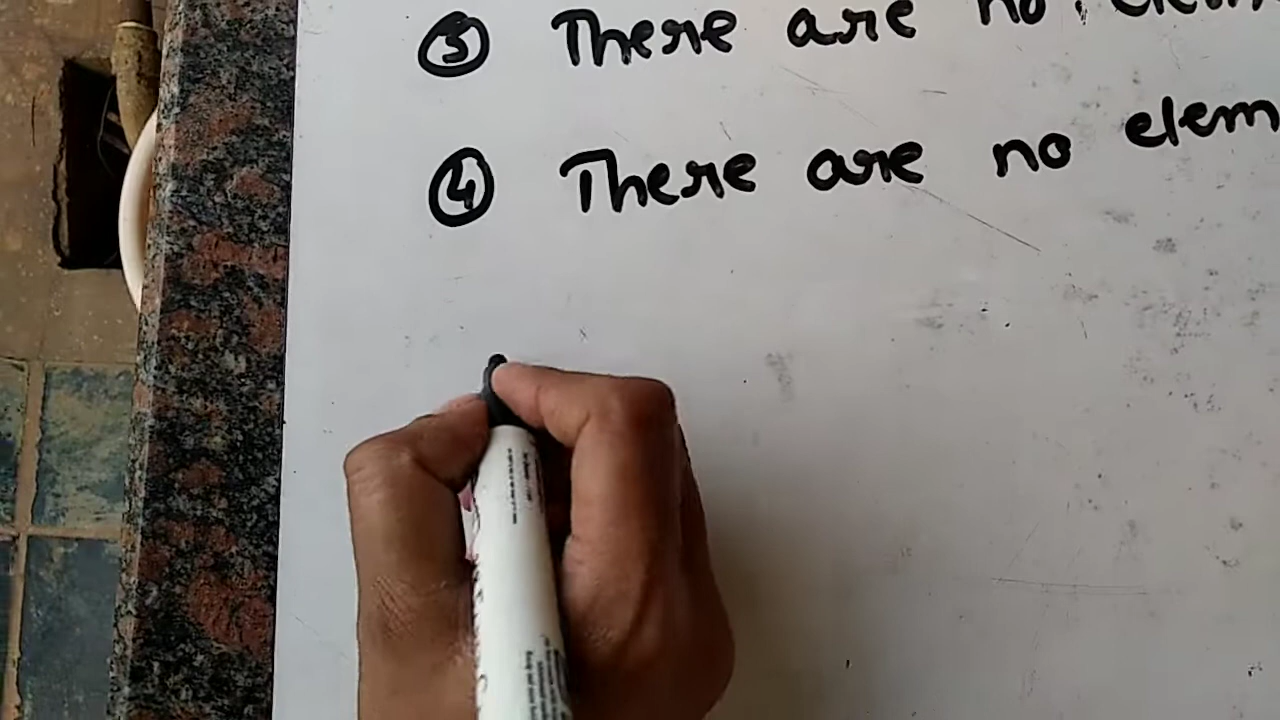 ③ There are no
④ There are no elem